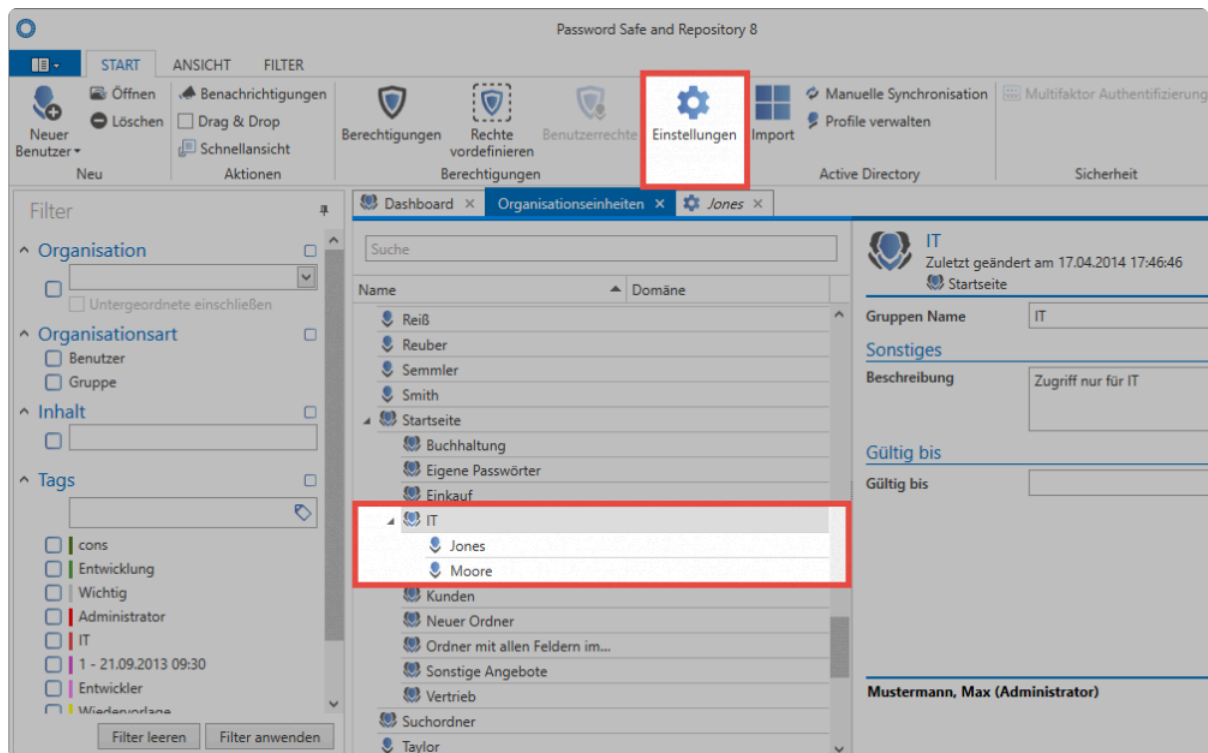 Password Safe and Repository 8
START ANSICHT FILTER
Neuer Benutzer
Öffnen
Löschen
Neu
Benachrichtigungen
Drag & Drop
Schnellansicht
Aktionen
Berechtigungen
Rechte vordefinieren
Benutzerrechte
Berechtigungen
Einstellungen
Import
Manuelle Synchronisation
Profile verwalten
Active Directory
Multifaktor Authentifizierung
Sicherheit
Filter
Organisation
Untergeordnete einschließen
Organisationsart
Benutzer
Gruppe
Inhalt
Tags
cons
Entwicklung
Wichtig
Administrator
IT
1 - 21.09.2013 09:30
Entwickler
Wiedervorlage
Filter leeren Filter anwenden
Dashboard Organisationseinheiten Jones
Suche
Name Domäne
Reiß
Reuber
Semmler
Smith
Startseite
Buchhaltung
Eigene Passwörter
Einkauf
IT
Jones
Moore
Kunden
Neuer Ordner
Ordner mit allen Feldern im...
Sonstige Angebote
Vertrieb
Suchordner
Taylor
IT
Zuletzt geändert am 17.04.2014 17:46:46
Startseite
Gruppen Name IT
Sonstiges
Beschreibung Zugriff nur für IT
Gültig bis
Gültig bis
Mustermann, Max (Administrator)